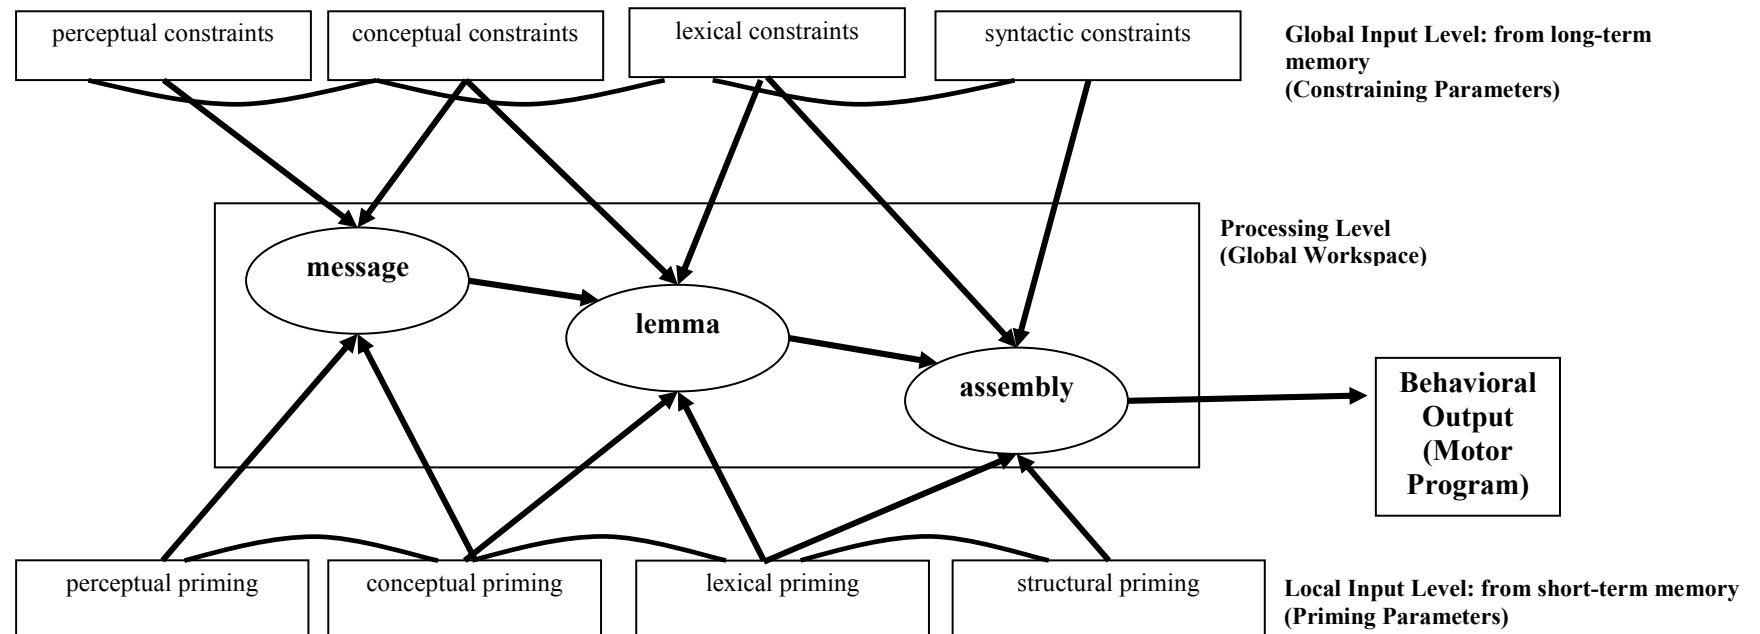 perceptual constraints
conceptual constraints
lexical constraints
syntactic constraints
Global Input Level: from long-term
memory
(Constraining Parameters)
Processing Level
(Global Workspace)
message
lemma
assembly
Behavioral
Output
(Motor
Program)
perceptual priming
conceptual priming
lexical priming
structural priming
Local Input Level: from short-term memory
(Priming Parameters)